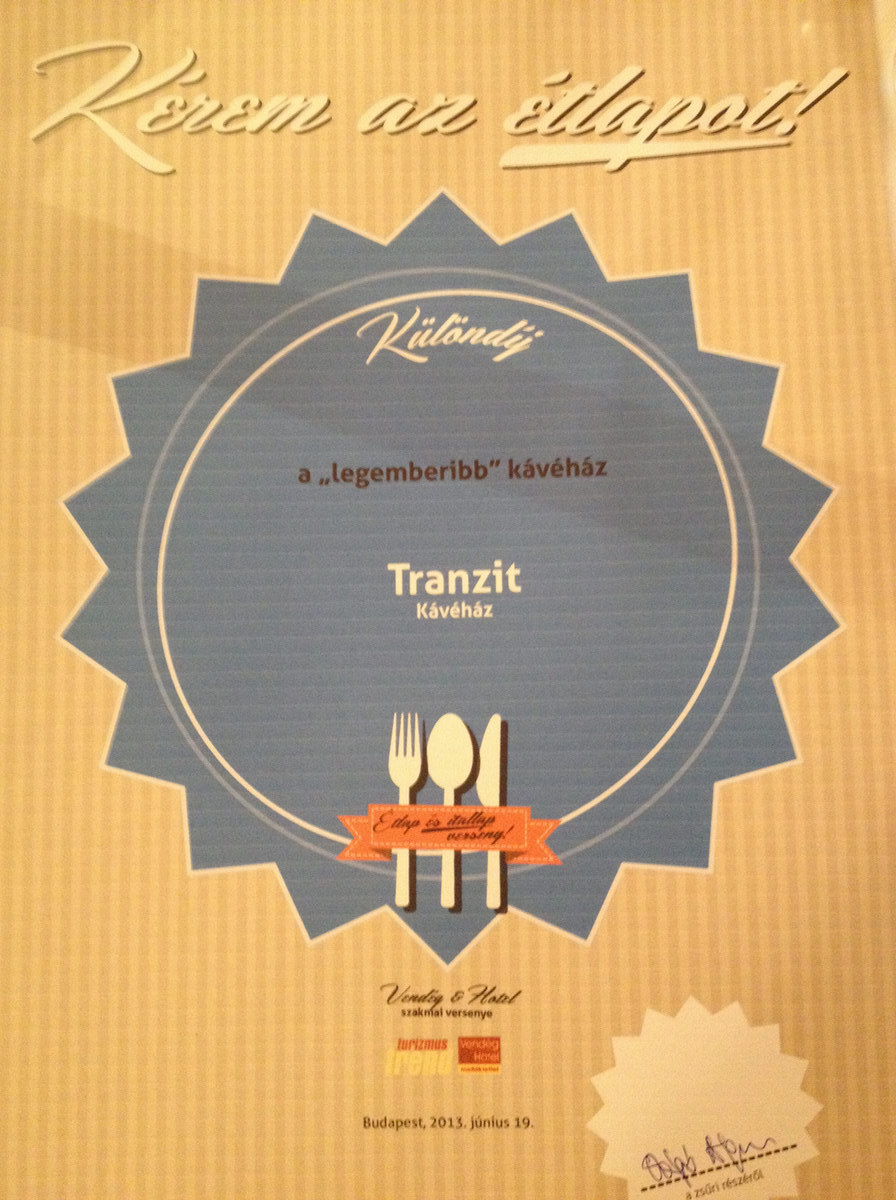 Kérem az étlapot!
Különdíj
a „legemberibb” kávéház
Tranzit
Kávéház
Étlap és itallap
verseny!
Vendég & Hotel
szakmai versenye
turizmus
trend
Vendég
Hotel
Budapest, 2013. június 19.
a zsűri részéről